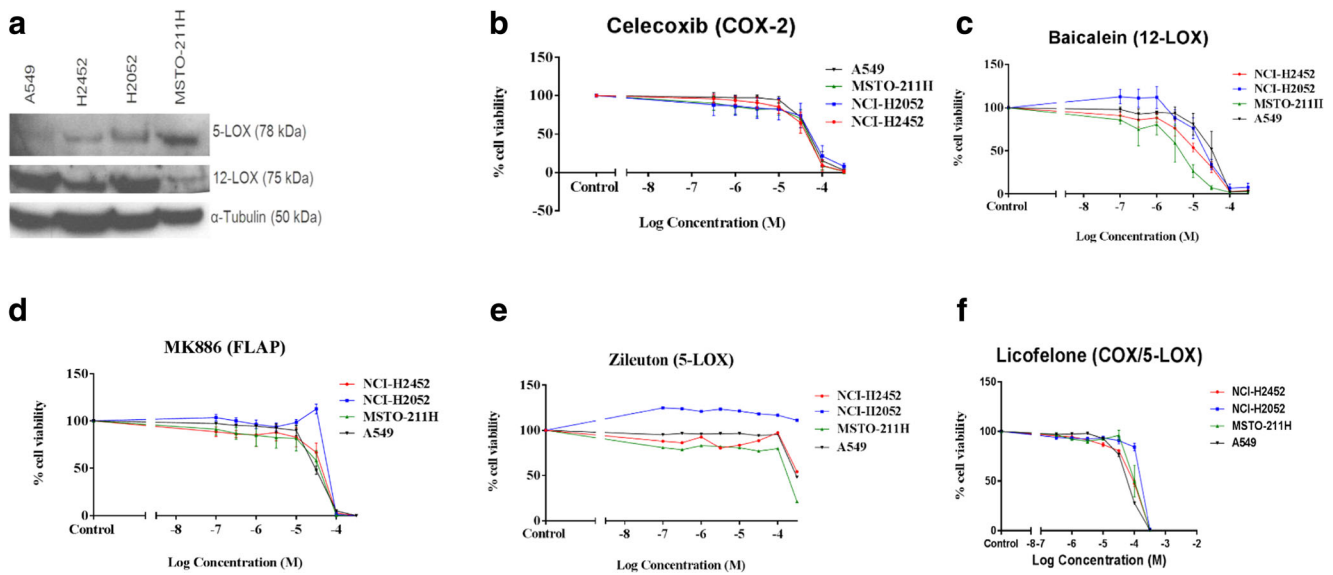 a
A549
H2452
H2052
MSTO-211H
5-LOX (78 kDa)
12-LOX (75 kDa)
α-Tubulin (50 kDa)
b
Celecoxib (COX-2)
150
100
50
0
-50
% cell viability
Control
-8
-7
-6
-5
-4
Log Concentration (M)
A549
MSTO-211H
NCI-H2052
NCI-H2452
c
Baicalein (12-LOX)
150
100
50
0
% cell viability
Control
-8
-7
-6
-5
-4
Log Concentration (M)
NCI-H2452
NCI-H2052
MSTO-211H
A549
d
MK886 (FLAP)
150
100
50
0
% cell viability
Control
-8
-7
-6
-5
-4
Log Concentration (M)
NCI-H2452
NCI-H2052
MSTO-211H
A549
e
Zileuton (5-LOX)
150
100
50
0
% cell viability
Control
-8
-7
-6
-5
-4
Log Concentration (M)
NCI-H2452
NCI-H2052
MSTO-211H
A549
f
Licofelone (COX/5-LOX)
150
100
50
0
% cell viability
Control
-8
-7
-6
-5
-4
-3
-2
Log Concentration (M)
NCI-H2452
NCI-H2052
MSTO-211H
A549